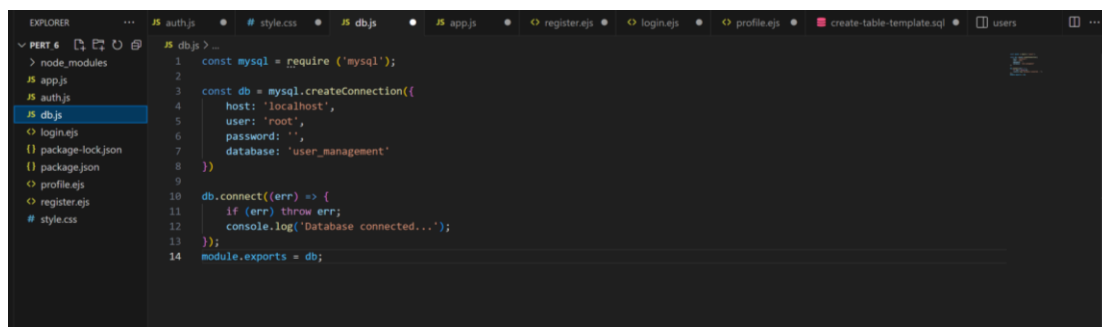 EXPLORER ...
JS auth.js
# style.css
JS db.js
JS app.js
<> register.ejs
<> login.ejs
<> profile.ejs
create-table-template.sql
users
PERT_6
JS db.js > ...
> node_modules
JS app.js
JS auth.js
JS db.js
<> login.ejs
{} package-lock.json
{} package.json
<> profile.ejs
<> register.ejs
# style.css
1 const mysql = require ('mysql');
2
3 const db = mysql.createConnection({
4     host: 'localhost',
5     user: 'root',
6     password: '',
7     database: 'user_management'
8 })
9
10 db.connect((err) => {
11     if (err) throw err;
12     console.log('Database connected...');
13 });
14 module.exports = db;